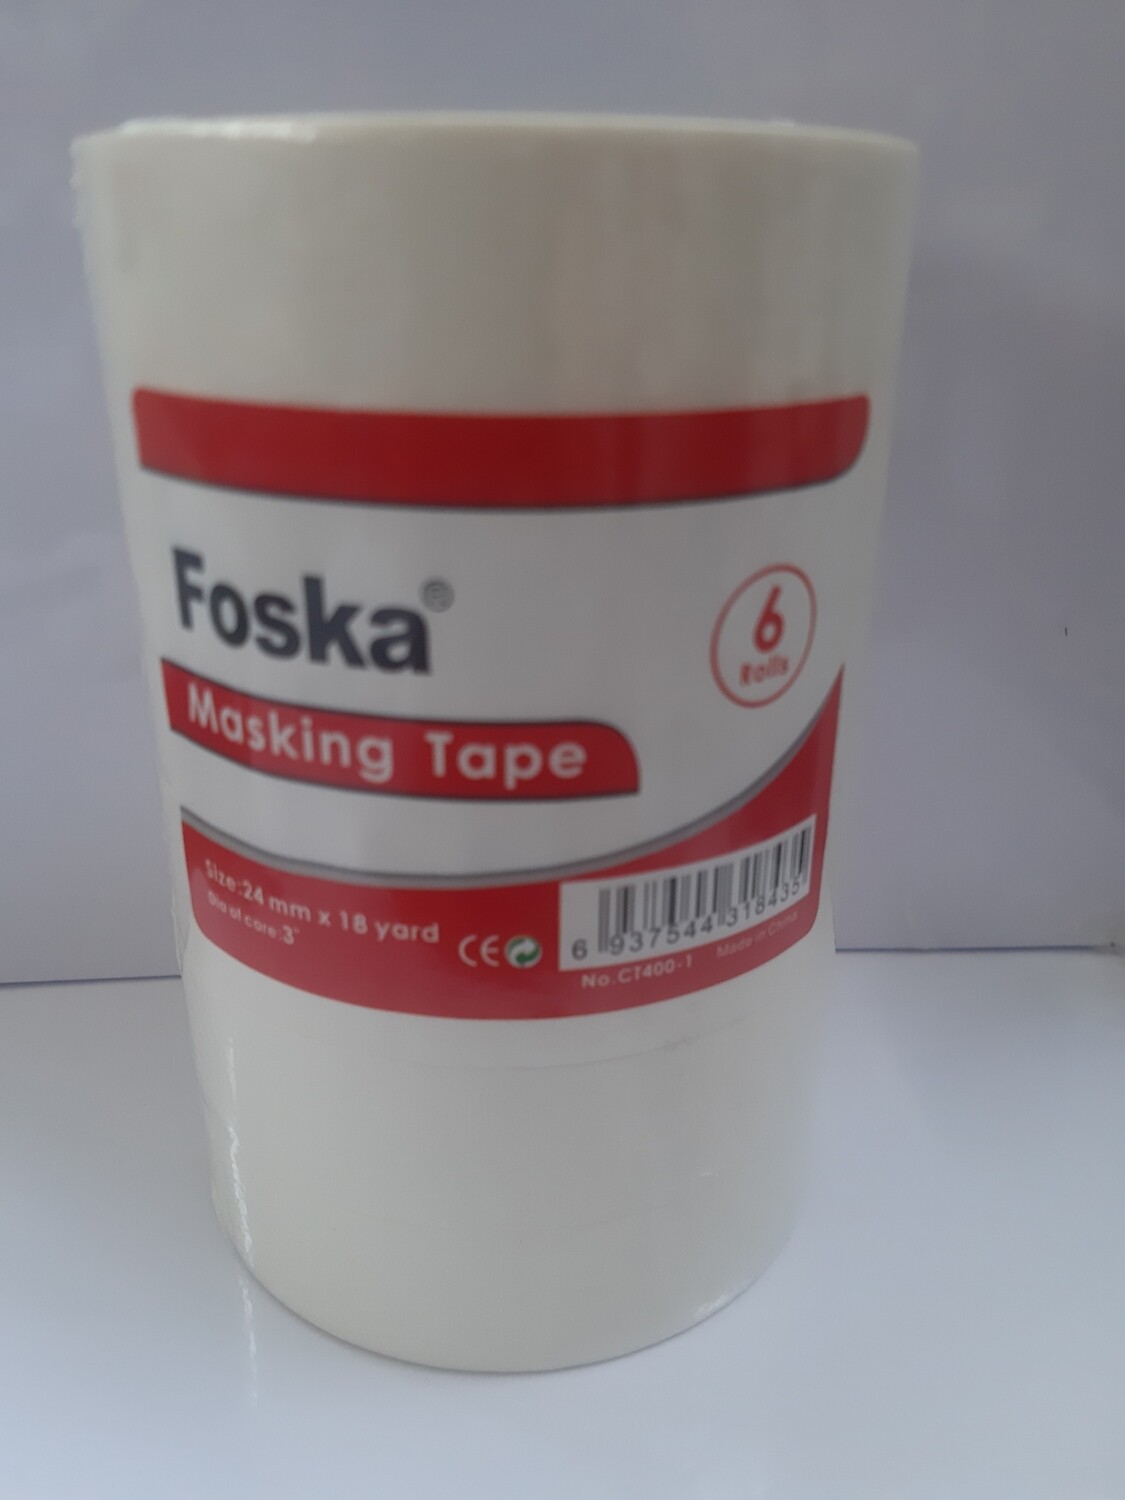 Foska®
6
Rolls
Masking Tape
Size:24 mm x 18 yard
Dia of core:3"
CE
6 937544 318435
No.CT400-1
Made in China